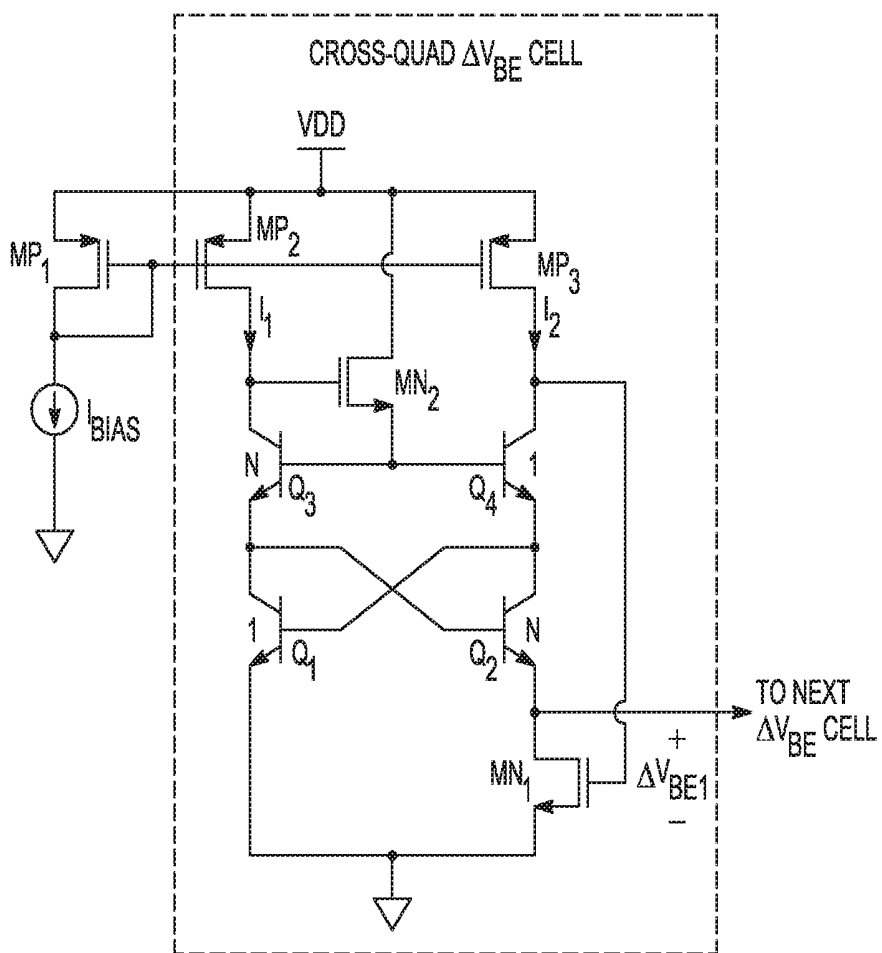 CROSS-QUAD ΔV_BE CELL
VDD
MP_1
MP_2
MP_3
I_1
I_2
MN_2
I_BIAS
N
Q_3
Q_4
1
1
Q_1
Q_2
N
TO NEXT
ΔV_BE CELL
MN_1
+
ΔV_BE1
−